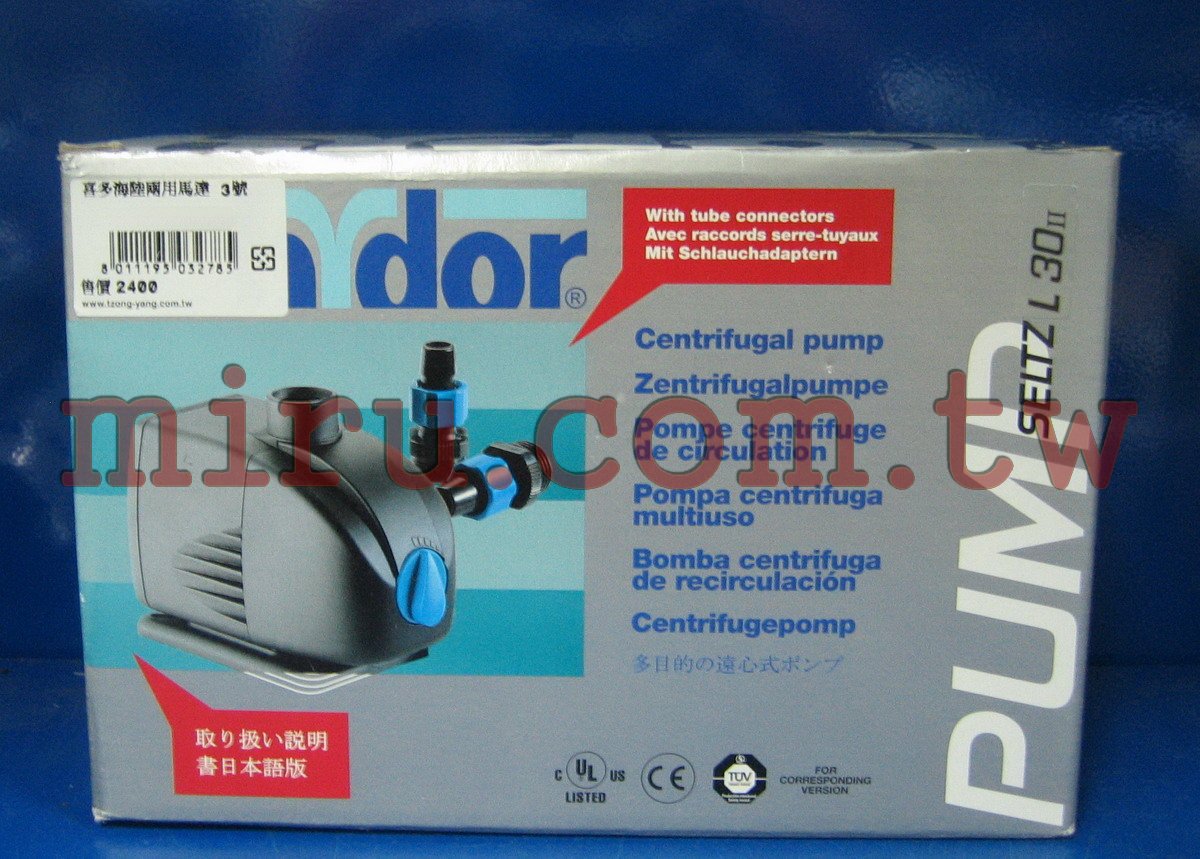 喜多海陸兩用馬達 3號
8 011195 032785
售價 2400
www.tzong-yang.com.tw
Ydor®
With tube connectors
Avec raccords serre-tuyaux
Mit Schlauchadaptern
Centrifugal pump
Zentrifugalpumpe
Pompe centrifuge
de circulation
Pompa centrifuga
multiuso
Bomba centrifuga
de recirculación
Centrifugepomp
多目的の遠心式ポンプ
PUMP
SELTZ L 30 II
miru.com.tw
取り扱い説明
書日本語版
C UL US
LISTED
CE
TÜV
FOR
CORRESPONDING
VERSION